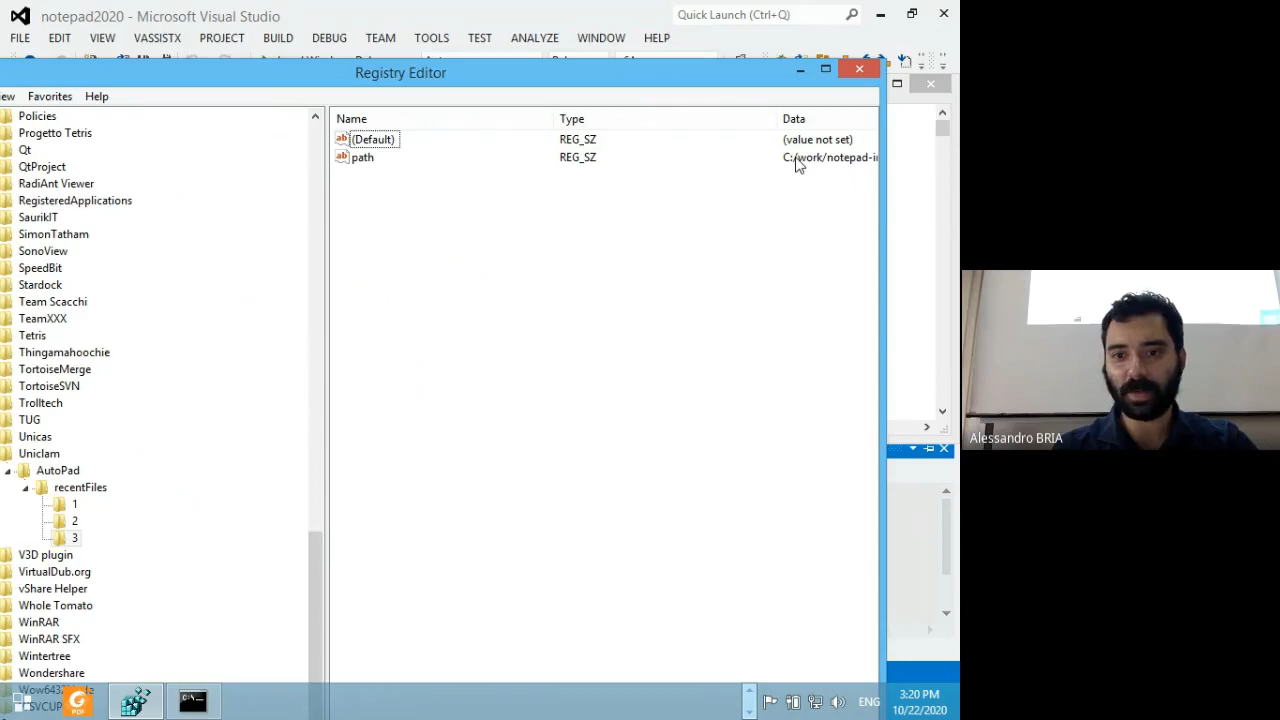 notepad2020 - Microsoft Visual Studio
Quick Launch (Ctrl+Q)
FILE EDIT VIEW VASSISTX PROJECT BUILD DEBUG TEAM TOOLS TEST ANALYZE WINDOW HELP
Registry Editor
ew Favorites Help
Name Type Data
(Default) REG_SZ (value not set)
path REG_SZ C:/work/notepad-in
Policies
Progetto Tetris
Qt
QtProject
RadiAnt Viewer
RegisteredApplications
SaurikIT
SimonTatham
SonoView
SpeedBit
Stardock
Team Scacchi
TeamXXX
Tetris
Thingamahoochie
TortoiseMerge
TortoiseSVN
Trolltech
TUG
Unicas
Uniclam
AutoPad
recentFiles
1
2
3
V3D plugin
VirtualDub.org
vShare Helper
Whole Tomato
WinRAR
WinRAR SFX
Wintertree
Wondershare
Alessandro BRIA
PDF
C:\
ENG
3:20 PM
10/22/2020